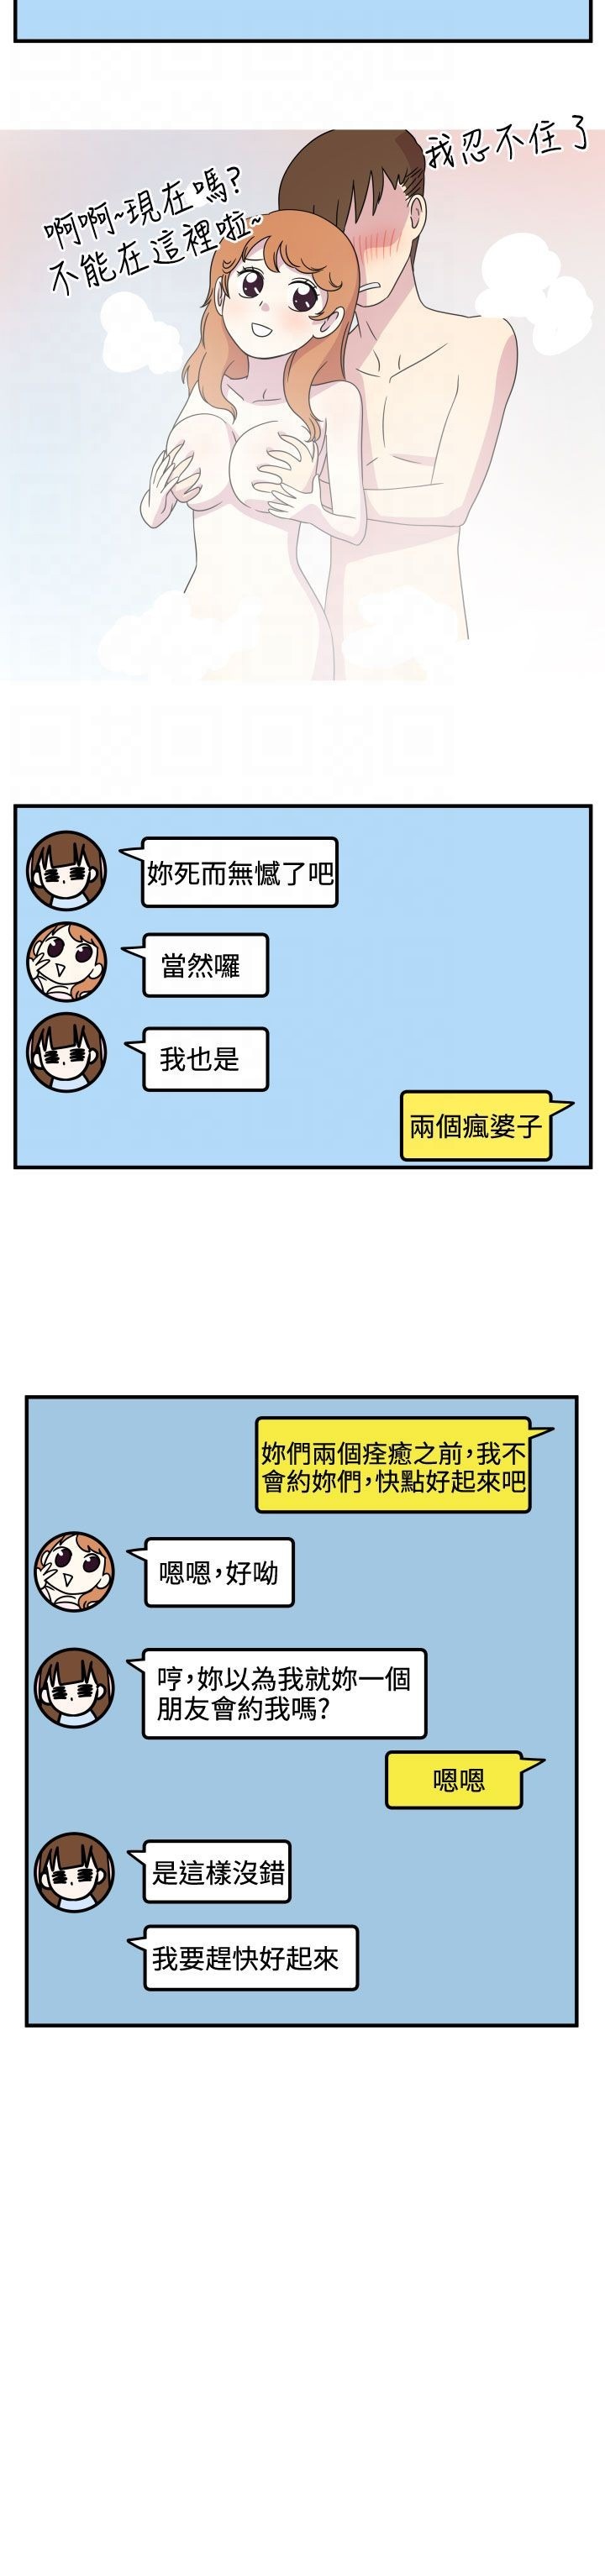 我忍不住了
啊啊~現在嗎?
不能在這裡啦~
妳死而無憾了吧
當然囉
我也是
兩個瘋婆子
妳們兩個痊癒之前,我不
會約妳們,快點好起來吧
嗯嗯,好呦
哼,妳以為我就妳一個
朋友會約我嗎?
嗯嗯
是這樣沒錯
我要趕快好起來